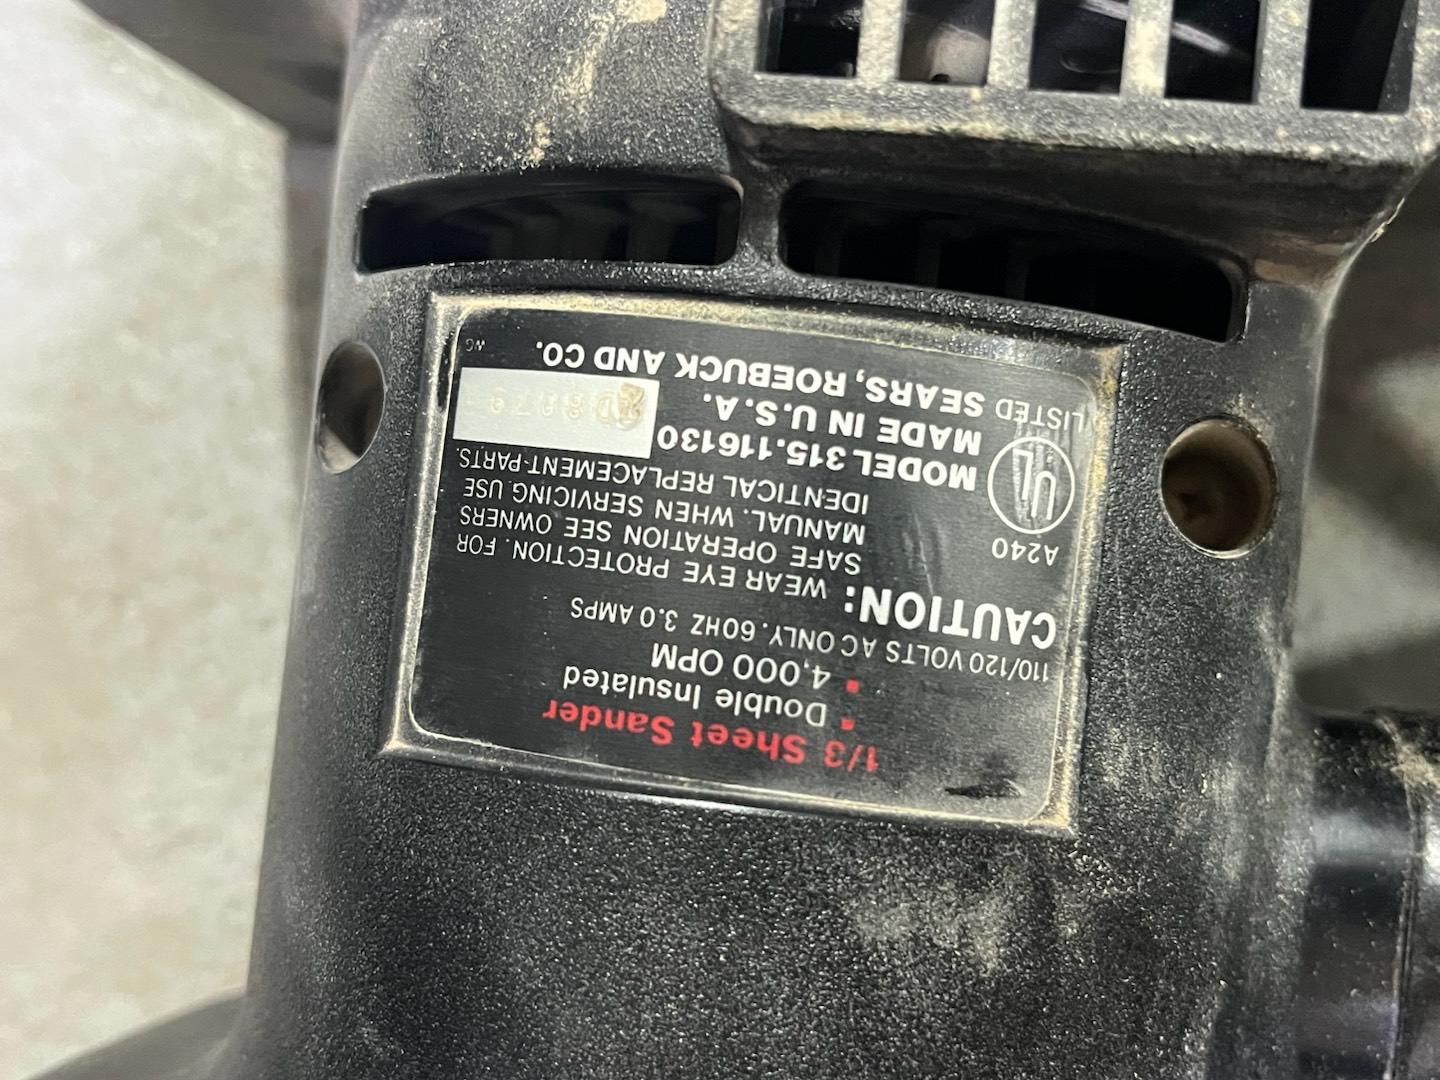 1/3 Sheet Sander
▪ Double Insulated
▪ 4,000 OPM
110/120 VOLTS AC ONLY. 60HZ 3.0 AMPS
CAUTION: WEAR EYE PROTECTION. FOR
SAFE OPERATION SEE OWNERS
MANUAL. WHEN SERVICING USE
IDENTICAL REPLACEMENT PARTS.
A240
UL
LISTED
MODEL 315.116130
MADE IN U.S.A.
SEARS, ROEBUCK AND CO.